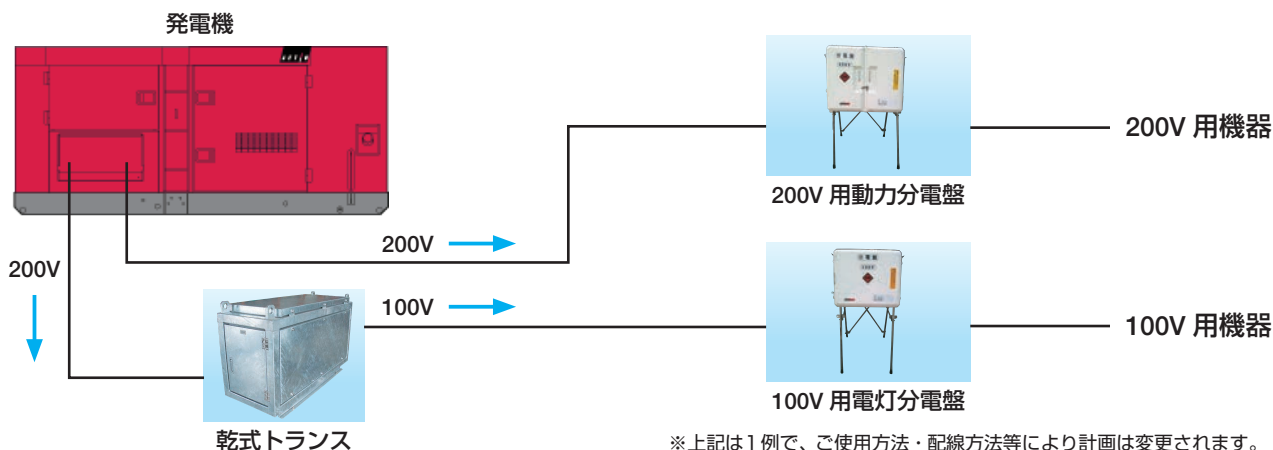 発電機
200V 用機器
200V 用動力分電盤
200V
200V
100V
100V 用機器
100V 用電灯分電盤
乾式トランス
※上記は1例で、ご使用方法・配線方法等により計画は変更されます。